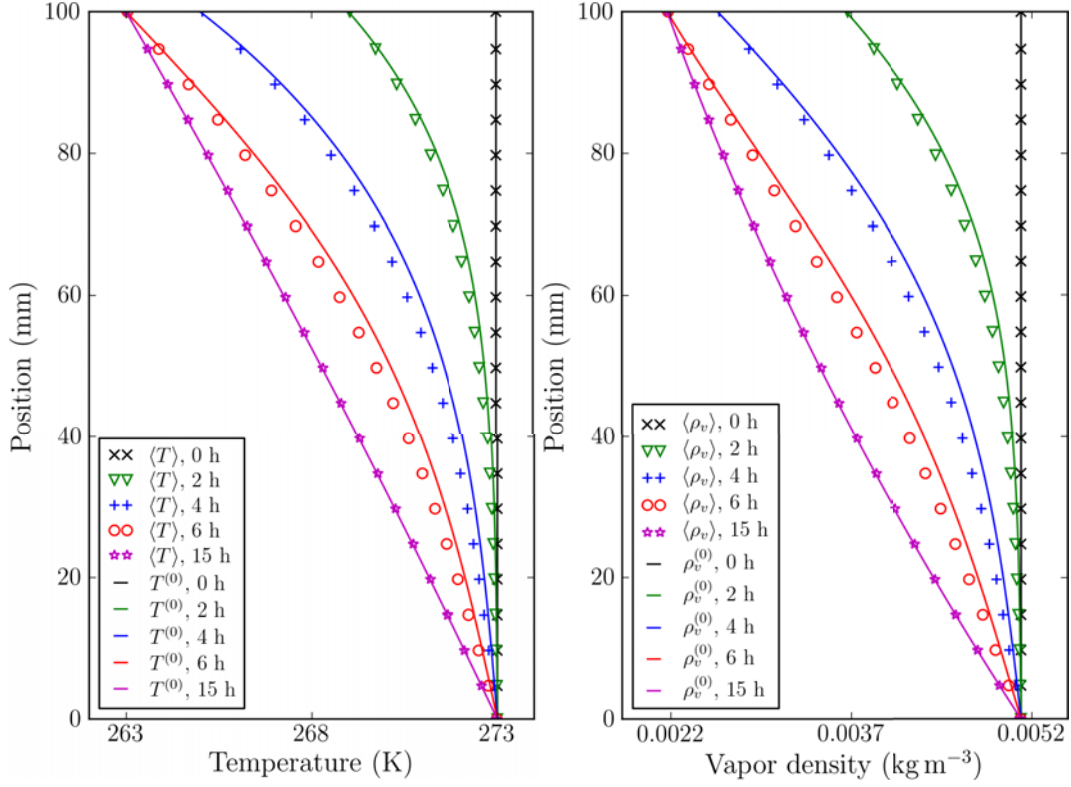 100
80
60
40
20
0
Position (mm)
⟨T⟩, 0 h
⟨T⟩, 2 h
⟨T⟩, 4 h
⟨T⟩, 6 h
⟨T⟩, 15 h
T⁽⁰⁾, 0 h
T⁽⁰⁾, 2 h
T⁽⁰⁾, 4 h
T⁽⁰⁾, 6 h
T⁽⁰⁾, 15 h
263 268 273
Temperature (K)
100
80
60
40
20
0
Position (mm)
⟨ρᵥ⟩, 0 h
⟨ρᵥ⟩, 2 h
⟨ρᵥ⟩, 4 h
⟨ρᵥ⟩, 6 h
⟨ρᵥ⟩, 15 h
ρᵥ⁽⁰⁾, 0 h
ρᵥ⁽⁰⁾, 2 h
ρᵥ⁽⁰⁾, 4 h
ρᵥ⁽⁰⁾, 6 h
ρᵥ⁽⁰⁾, 15 h
0.0022 0.0037 0.0052
Vapor density (kg m⁻³)